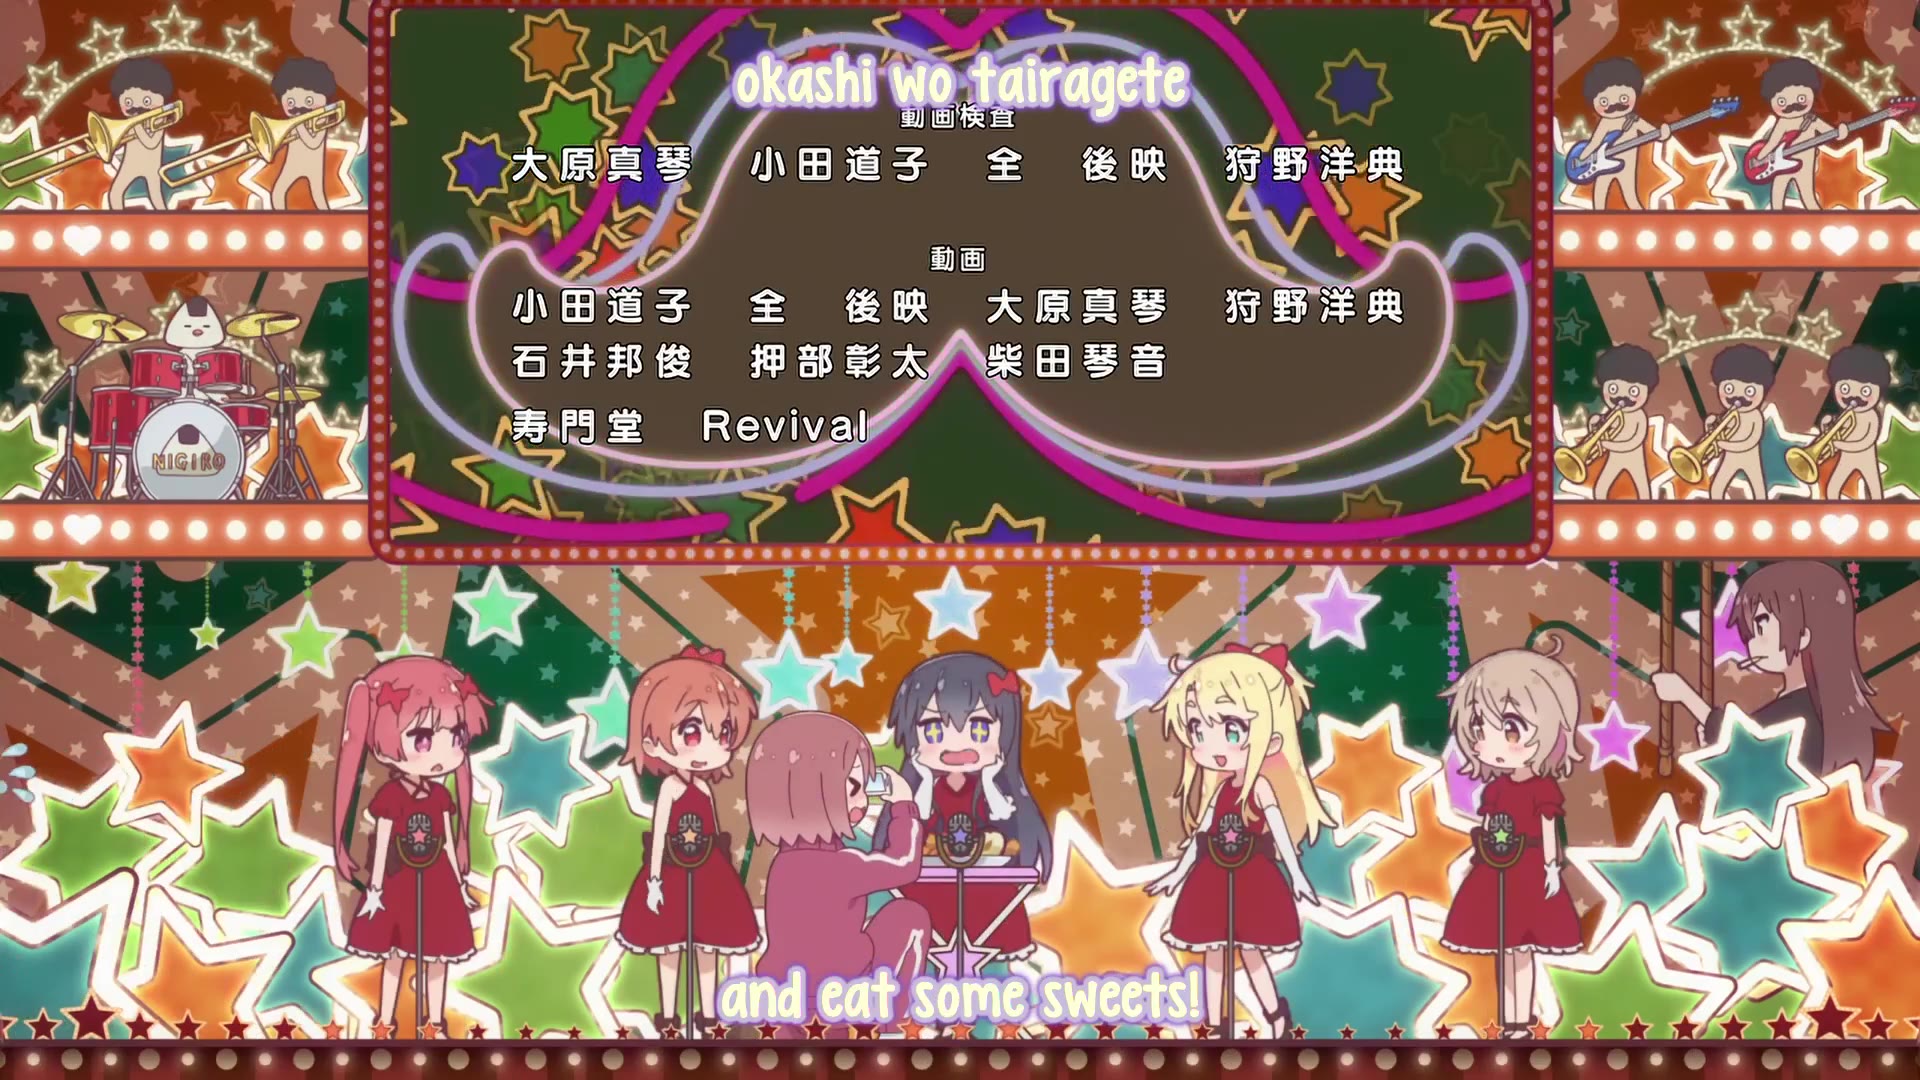 okashi wo tairagete
動画検査
大原真琴 小田道子 全 後映 狩野洋典
動画
小田道子 全 後映 大原真琴 狩野洋典
石井邦俊 押部彰太 柴田琴音
寿門堂 Revival
NIGIRO
and eat some sweets!